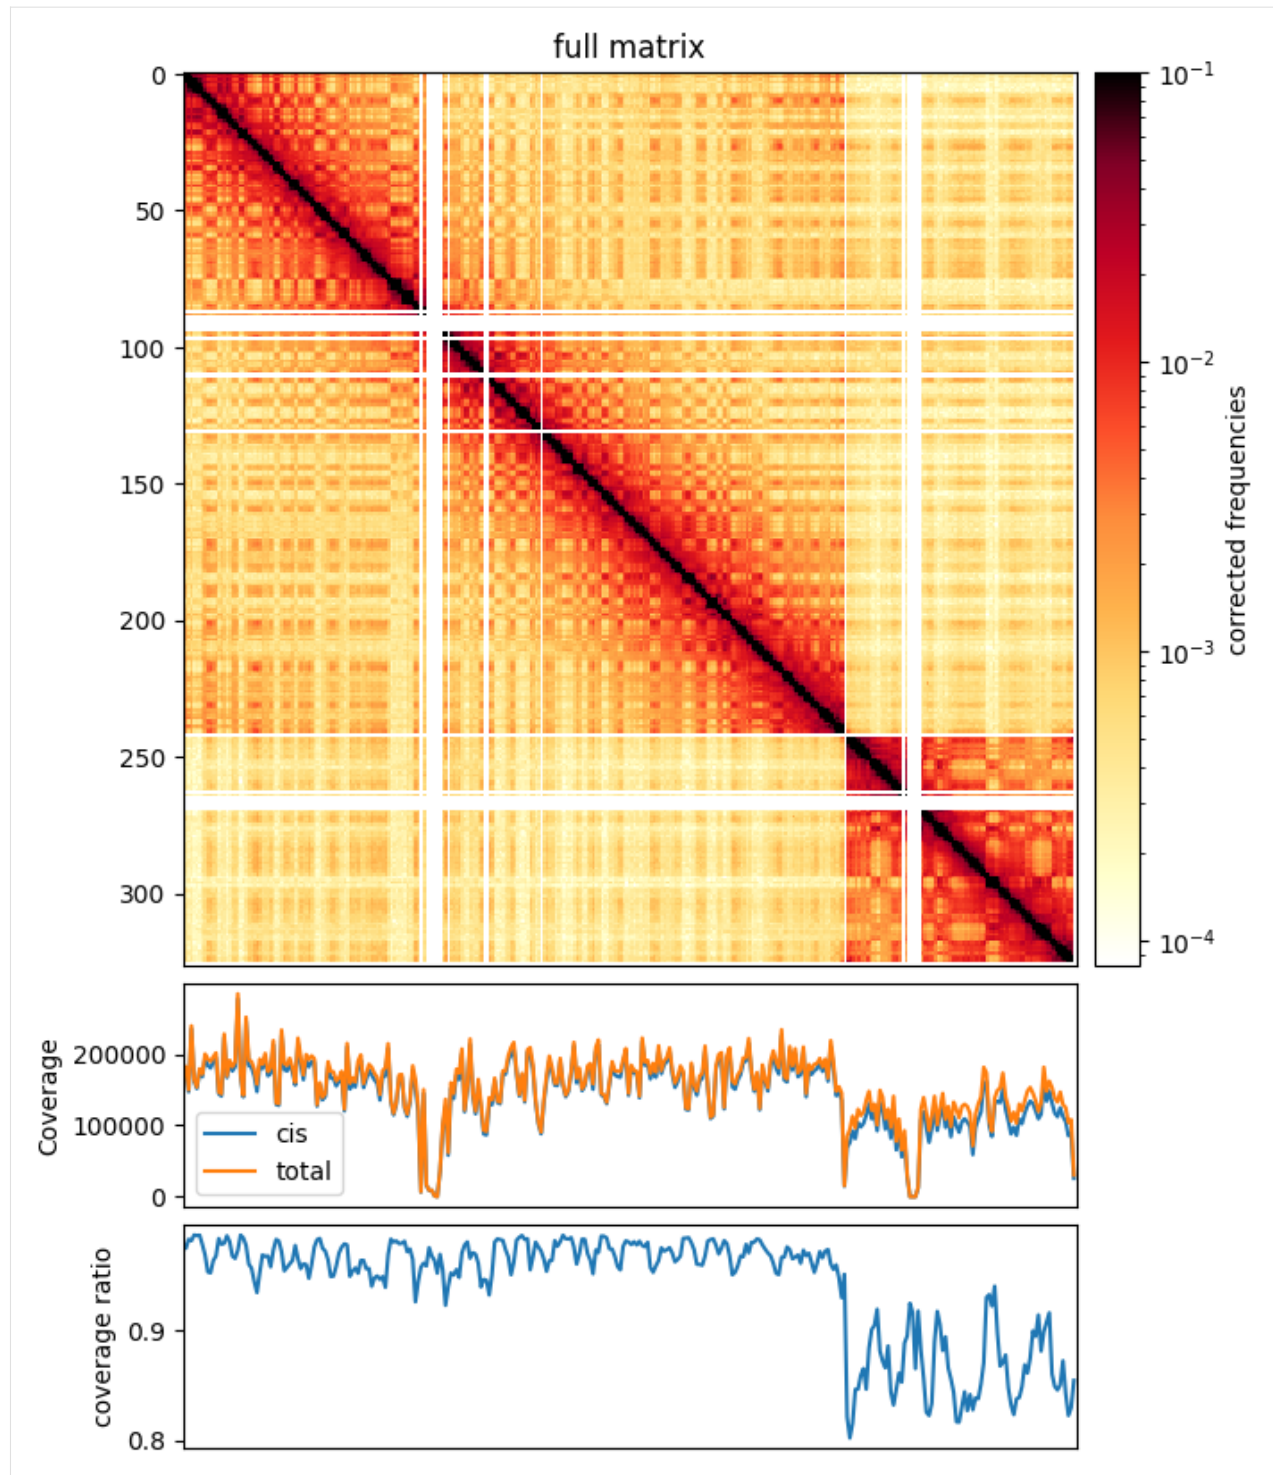 full matrix
0
50
100
150
200
250
300
10⁻¹
10⁻²
10⁻³
10⁻⁴
corrected frequencies
Coverage
200000
100000
0
cis
total
coverage ratio
0.9
0.8